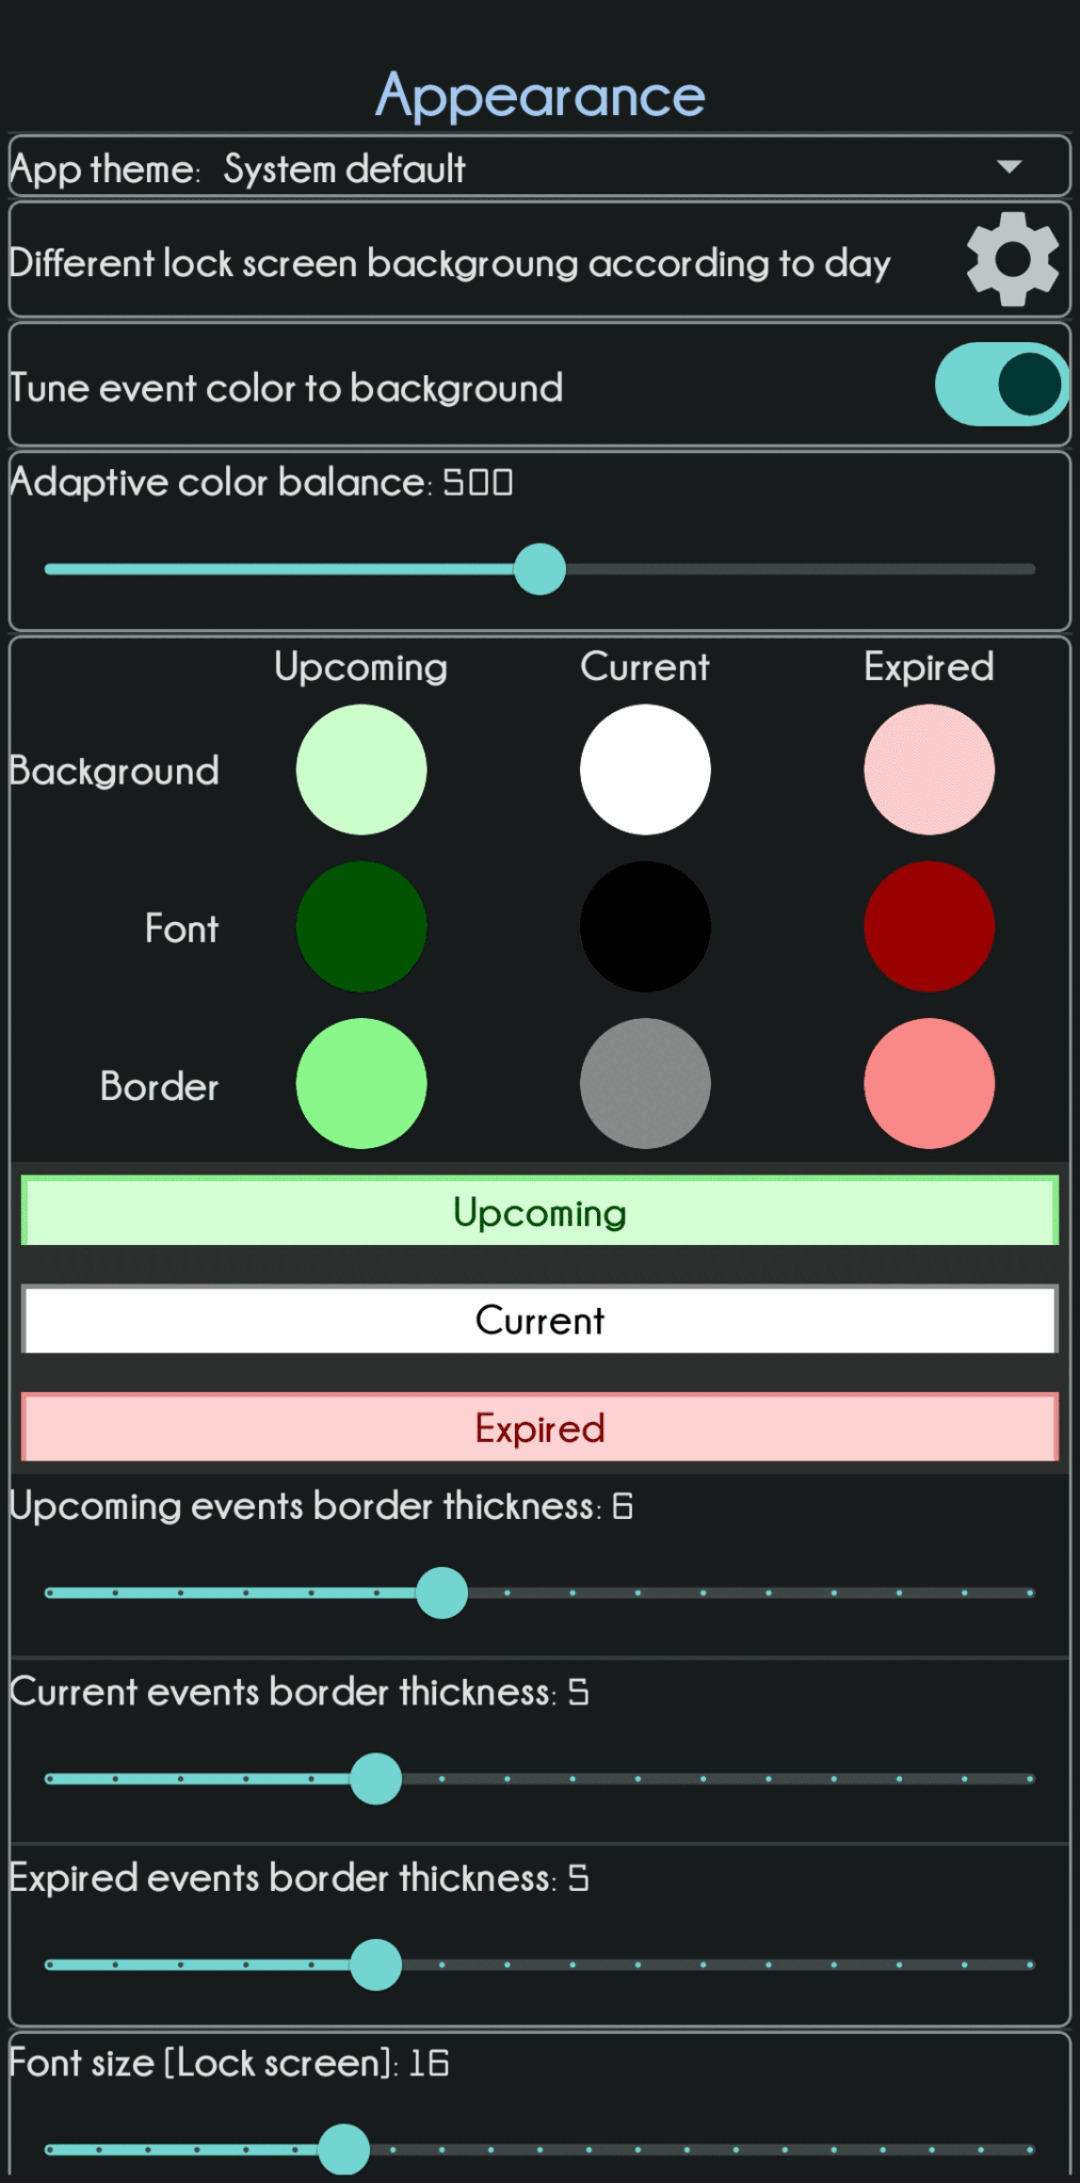 Appearance
App theme: System default
Different lock screen backgroung according to day
Tune event color to background
Adaptive color balance: 500
Upcoming Current Expired
Background
Font
Border
Upcoming
Current
Expired
Upcoming events border thickness: 6
Current events border thickness: 5
Expired events border thickness: 5
Font size [Lock screen]: 16